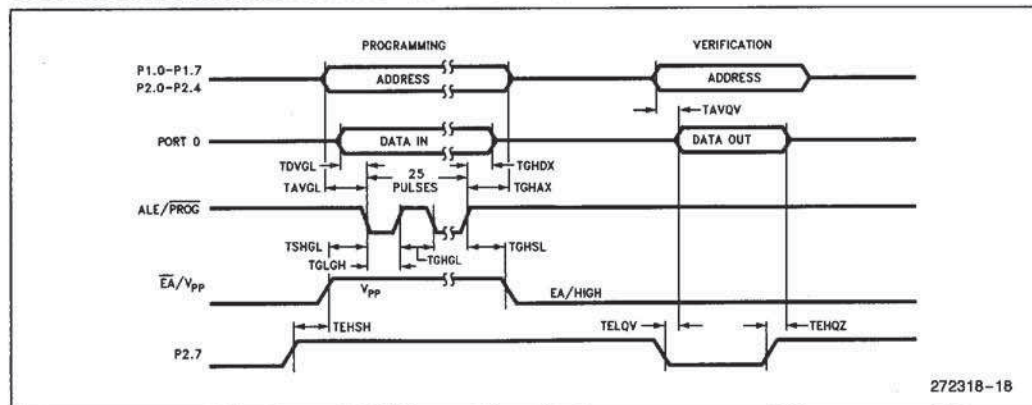 PROGRAMMING VERIFICATION
P1.0–P1.7
P2.0–P2.4
ADDRESS ADDRESS
TAVQV
PORT 0 DATA IN DATA OUT
TDVGL 25 PULSES TGHDX
TAVGL TGHAX
ALE/PROG
TSHGL TGHSL
TGLGH TGHGL
EA/VPP VPP EA/HIGH
TEHSH TELQV TEHQZ
P2.7
272318–18